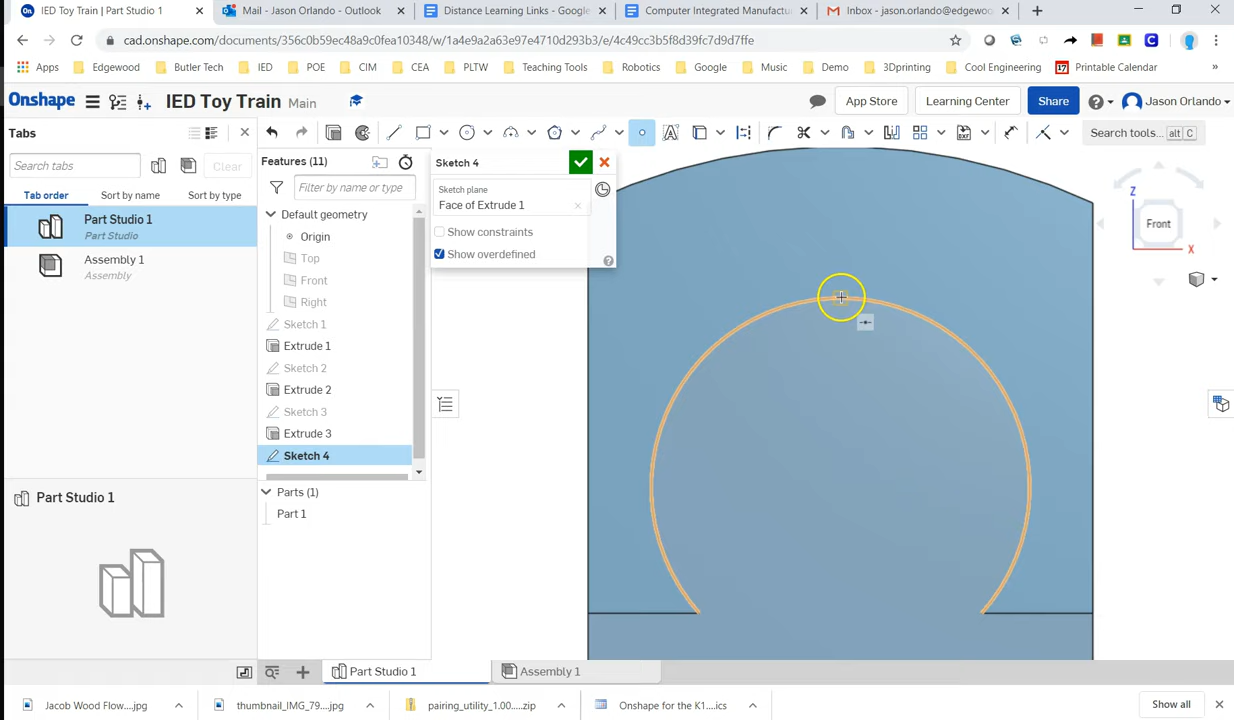 IED Toy Train | Part Studio 1
Mail - Jason Orlando - Outlook
Distance Learning Links - Google
Computer Integrated Manufactu
Inbox - jason.orlando@edgewoo
cad.onshape.com/documents/356c0b59ec48a9c0fea10348/w/1a4e9a2a63e97e4710d293b3/e/4c49cc3b5f8d39fc7d9d7ffe
Apps
Edgewood
Butler Tech
IED
POE
CIM
CEA
PLTW
Teaching Tools
Robotics
Google
Music
Demo
3Dprinting
Cool Engineering
17
Printable Calendar
»
Onshape
IED Toy Train Main
App Store
Learning Center
Share
Jason Orlando
Tabs
Search tools...
alt C
Search tabs
Clear
Tab order
Sort by name
Sort by type
Part Studio 1
Part Studio
Assembly 1
Assembly
Features (11)
Filter by name or type
Default geometry
Origin
Top
Front
Right
Sketch 1
Extrude 1
Sketch 2
Extrude 2
Sketch 3
Extrude 3
Sketch 4
Parts (1)
Part 1
Sketch 4
Sketch plane
Face of Extrude 1
Show constraints
Show overdefined
Z
Front
X
Part Studio 1
Part Studio 1
Assembly 1
Jacob Wood Flow....jpg
thumbnail_IMG_79....jpg
pairing_utility_1.00....zip
Onshape for the K1....ics
Show all